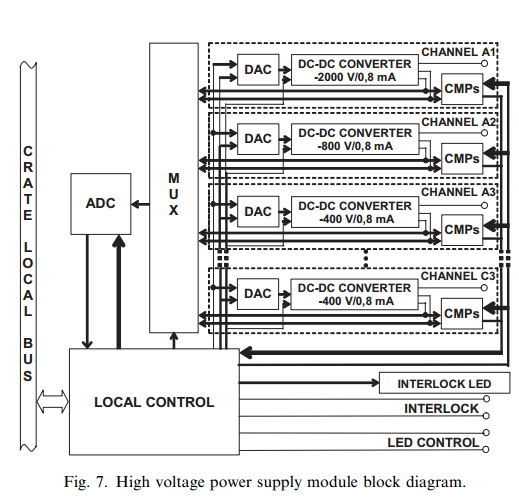 CHANNEL A1
DAC
DC-DC CONVERTER
-2000 V/0,8 mA
CMPs
CHANNEL A2
DAC
DC-DC CONVERTER
-800 V/0,8 mA
CMPs
CHANNEL A3
DAC
DC-DC CONVERTER
-400 V/0,8 mA
CMPs
CHANNEL C3
DAC
DC-DC CONVERTER
-400 V/0,8 mA
CMPs
CRATE LOCAL BUS
ADC
MUX
LOCAL CONTROL
INTERLOCK LED
INTERLOCK
LED CONTROL
Fig. 7. High voltage power supply module block diagram.